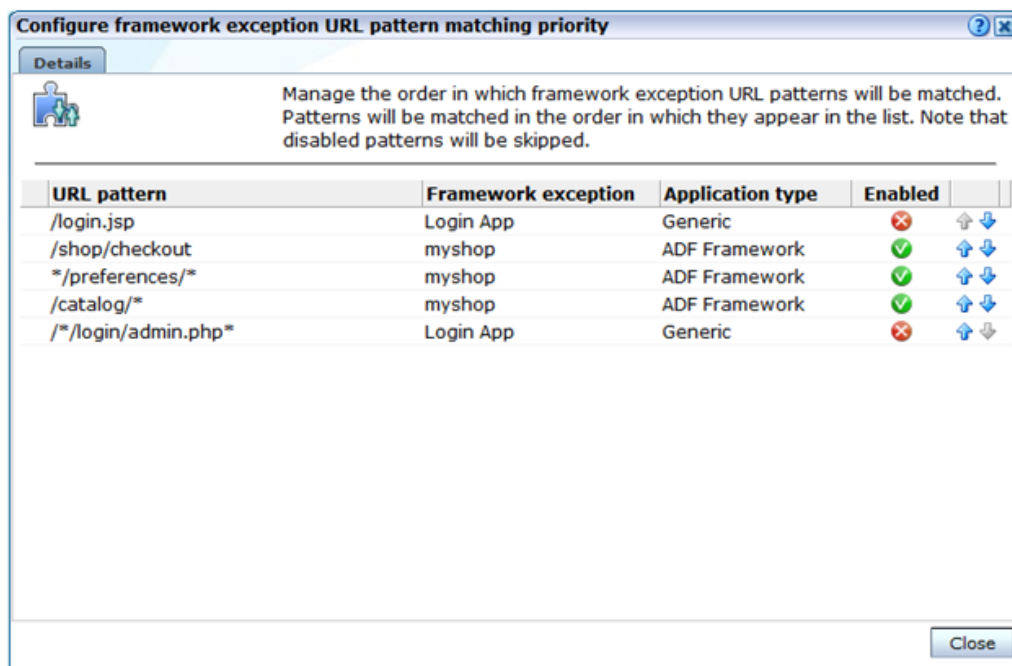 Configure framework exception URL pattern matching priority
Details
Manage the order in which framework exception URL patterns will be matched.
Patterns will be matched in the order in which they appear in the list. Note that
disabled patterns will be skipped.
URL pattern Framework exception Application type Enabled
/login.jsp Login App Generic
/shop/checkout myshop ADF Framework
*/preferences/* myshop ADF Framework
/catalog/* myshop ADF Framework
/*/login/admin.php* Login App Generic
Close